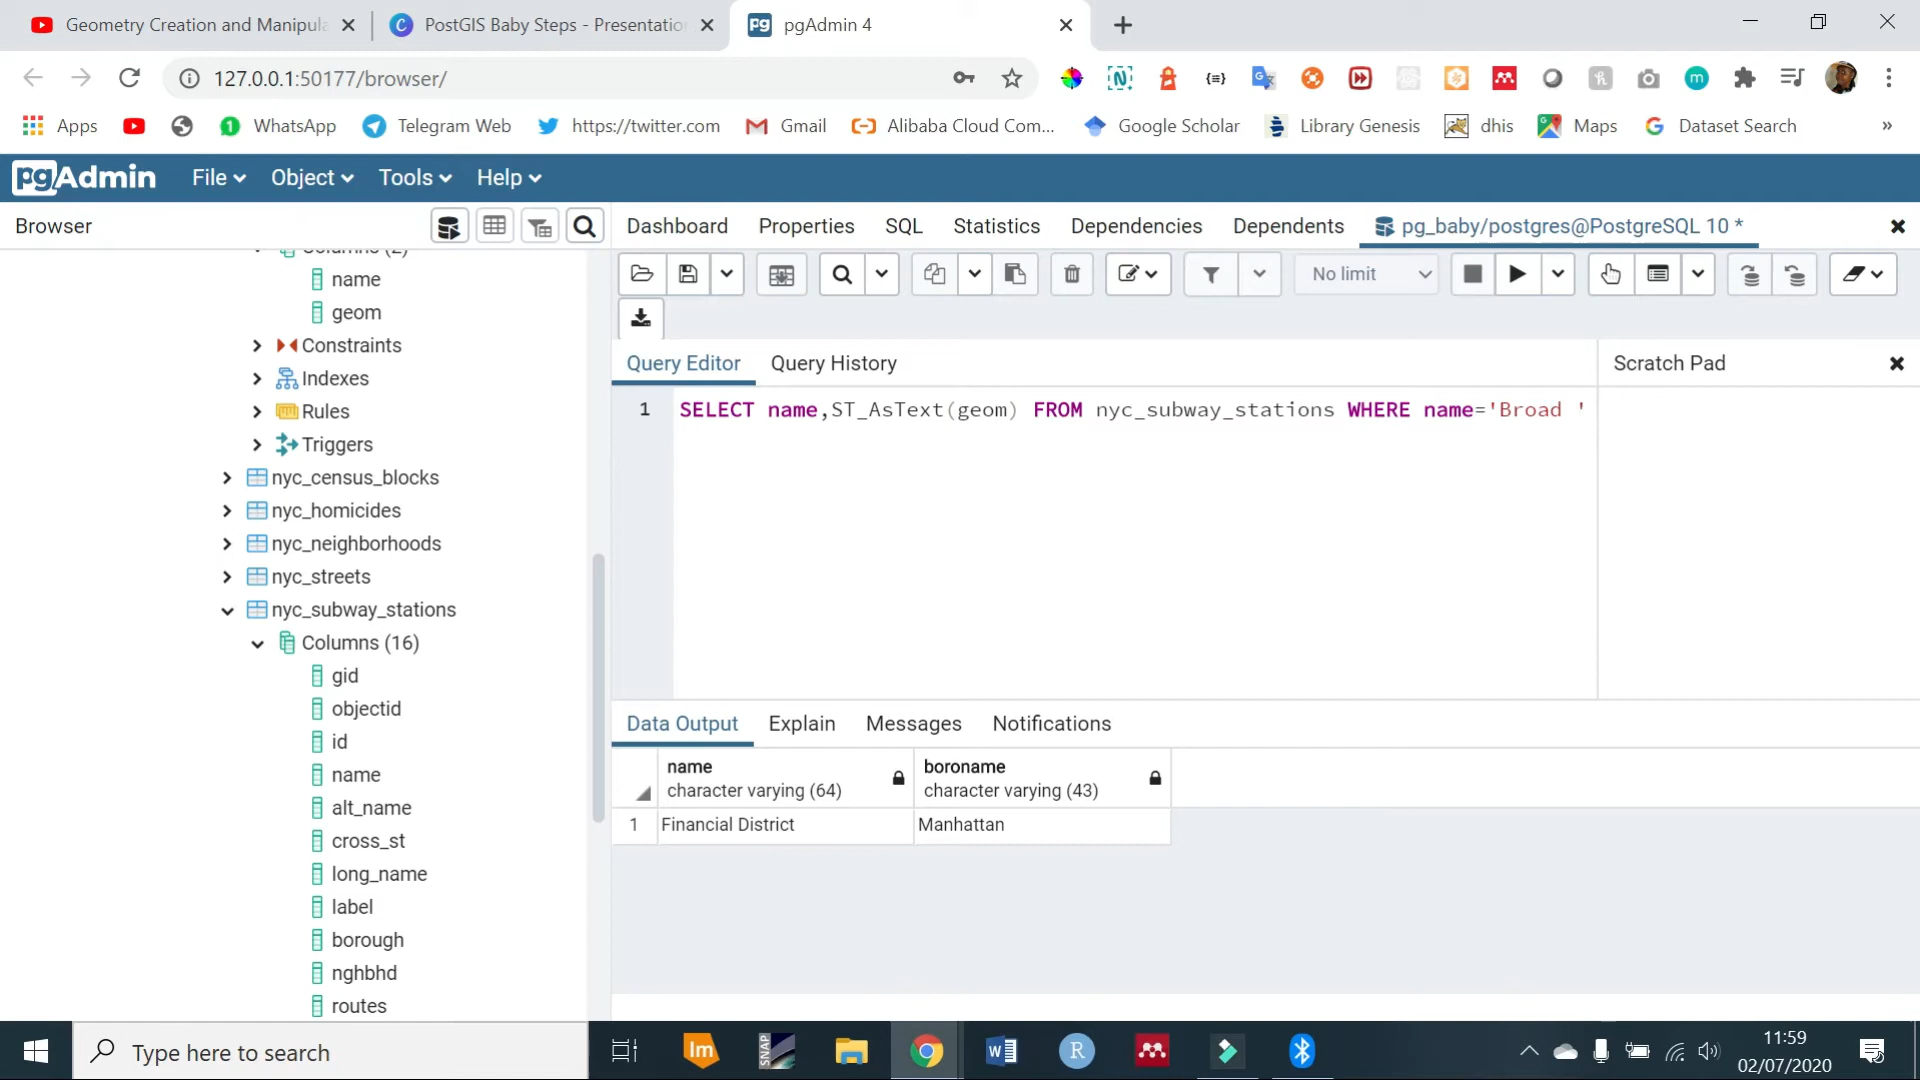 Geometry Creation and Manipula
PostGIS Baby Steps - Presentatio
pgAdmin 4
127.0.0.1:50177/browser/
Apps
WhatsApp
Telegram Web
https://twitter.com
Gmail
Alibaba Cloud Com...
Google Scholar
Library Genesis
dhis
Maps
Dataset Search
pgAdmin
File
Object
Tools
Help
Browser
Dashboard
Properties
SQL
Statistics
Dependencies
Dependents
pg_baby/postgres@PostgreSQL 10 *
No limit
Query Editor
Query History
Scratch Pad
1 SELECT name,ST_AsText(geom) FROM nyc_subway_stations WHERE name='Broad '
Columns (2)
name
geom
Constraints
Indexes
Rules
Triggers
nyc_census_blocks
nyc_homicides
nyc_neighborhoods
nyc_streets
nyc_subway_stations
Columns (16)
gid
objectid
id
name
alt_name
cross_st
long_name
label
borough
nghbhd
routes
Data Output
Explain
Messages
Notifications
name
character varying (64)
boroname
character varying (43)
1 Financial District Manhattan
Type here to search
lm
SNAP
11:59
02/07/2020